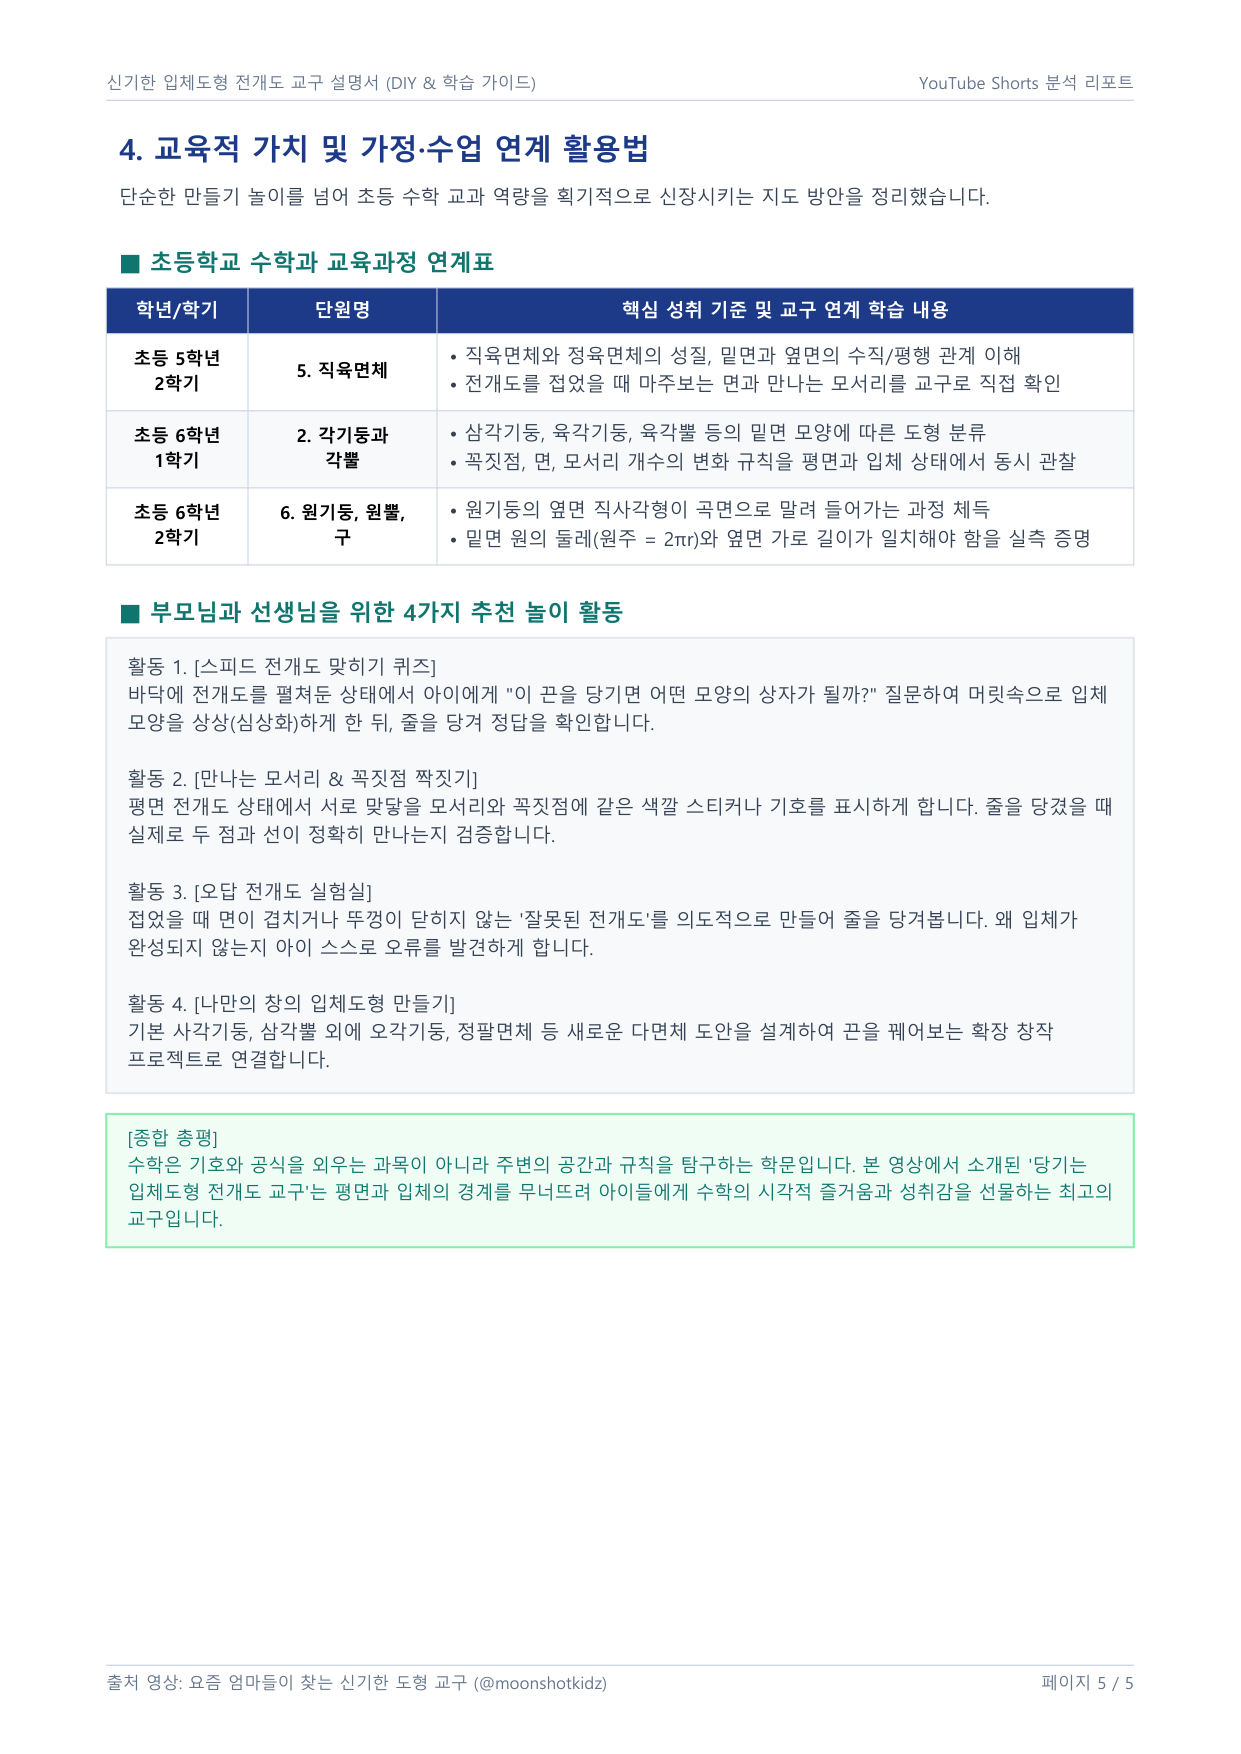 신기한 입체도형 전개도 교구 설명서 (DIY & 학습 가이드)
YouTube Shorts 분석 리포트
4. 교육적 가치 및 가정·수업 연계 활용법
단순한 만들기 놀이를 넘어 초등 수학 교과 역량을 획기적으로 신장시키는 지도 방안을 정리했습니다.
■ 초등학교 수학과 교육과정 연계표
학년/학기
단원명
핵심 성취 기준 및 교구 연계 학습 내용
초등 5학년
2학기
5. 직육면체
• 직육면체와 정육면체의 성질, 밑면과 옆면의 수직/평행 관계 이해
• 전개도를 접었을 때 마주보는 면과 만나는 모서리를 교구로 직접 확인
초등 6학년
1학기
2. 각기둥과
각뿔
• 삼각기둥, 육각기둥, 육각뿔 등의 밑면 모양에 따른 도형 분류
• 꼭짓점, 면, 모서리 개수의 변화 규칙을 평면과 입체 상태에서 동시 관찰
초등 6학년
2학기
6. 원기둥, 원뿔,
구
• 원기둥의 옆면 직사각형이 곡면으로 말려 들어가는 과정 체득
• 밑면 원의 둘레(원주 = 2πr)와 옆면 가로 길이가 일치해야 함을 실측 증명
■ 부모님과 선생님을 위한 4가지 추천 놀이 활동
활동 1. [스피드 전개도 맞히기 퀴즈]
바닥에 전개도를 펼쳐둔 상태에서 아이에게 "이 끈을 당기면 어떤 모양의 상자가 될까?" 질문하여 머릿속으로 입체
모양을 상상(심상화)하게 한 뒤, 줄을 당겨 정답을 확인합니다.
활동 2. [만나는 모서리 & 꼭짓점 짝짓기]
평면 전개도 상태에서 서로 맞닿을 모서리와 꼭짓점에 같은 색깔 스티커나 기호를 표시하게 합니다. 줄을 당겼을 때
실제로 두 점과 선이 정확히 만나는지 검증합니다.
활동 3. [오답 전개도 실험실]
접었을 때 면이 겹치거나 뚜껑이 닫히지 않는 '잘못된 전개도'를 의도적으로 만들어 줄을 당겨봅니다. 왜 입체가
완성되지 않는지 아이 스스로 오류를 발견하게 합니다.
활동 4. [나만의 창의 입체도형 만들기]
기본 사각기둥, 삼각뿔 외에 오각기둥, 정팔면체 등 새로운 다면체 도안을 설계하여 끈을 꿰어보는 확장 창작
프로젝트로 연결합니다.
[종합 총평]
수학은 기호와 공식을 외우는 과목이 아니라 주변의 공간과 규칙을 탐구하는 학문입니다. 본 영상에서 소개된 '당기는
입체도형 전개도 교구'는 평면과 입체의 경계를 무너뜨려 아이들에게 수학의 시각적 즐거움과 성취감을 선물하는 최고의
교구입니다.
출처 영상: 요즘 엄마들이 찾는 신기한 도형 교구 (@moonshotkidz)
페이지 5 / 5